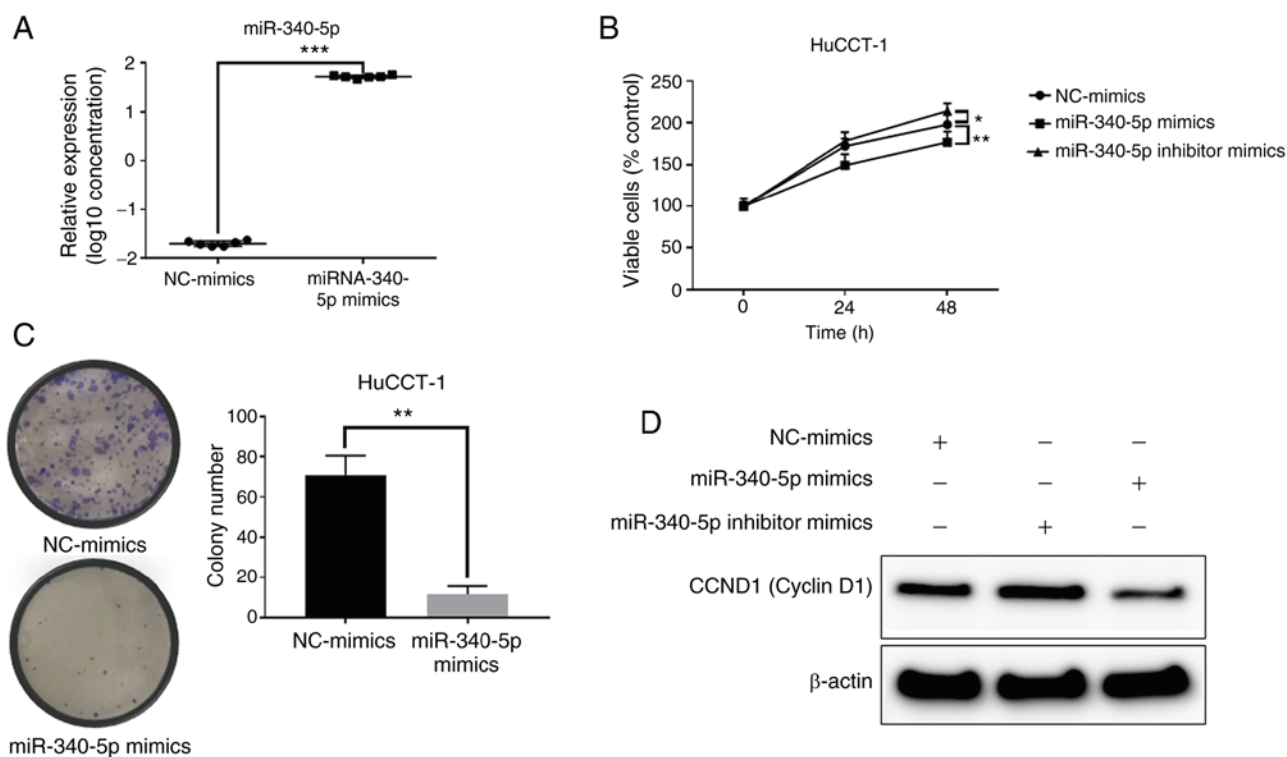 A
miR-340-5p
***
Relative expression
(log10 concentration)
2
1
0
−1
−2
NC-mimics
miRNA-340-
5p mimics
B
HuCCT-1
Viable cells (% control)
250
200
150
100
50
0
0
24
48
Time (h)
*
**
NC-mimics
miR-340-5p mimics
miR-340-5p inhibitor mimics
C
NC-mimics
miR-340-5p mimics
HuCCT-1
**
Colony number
100
80
60
40
20
0
NC-mimics
miR-340-5p
mimics
D
NC-mimics + − −
miR-340-5p mimics − − +
miR-340-5p inhibitor mimics − + −
CCND1 (Cyclin D1)
β-actin